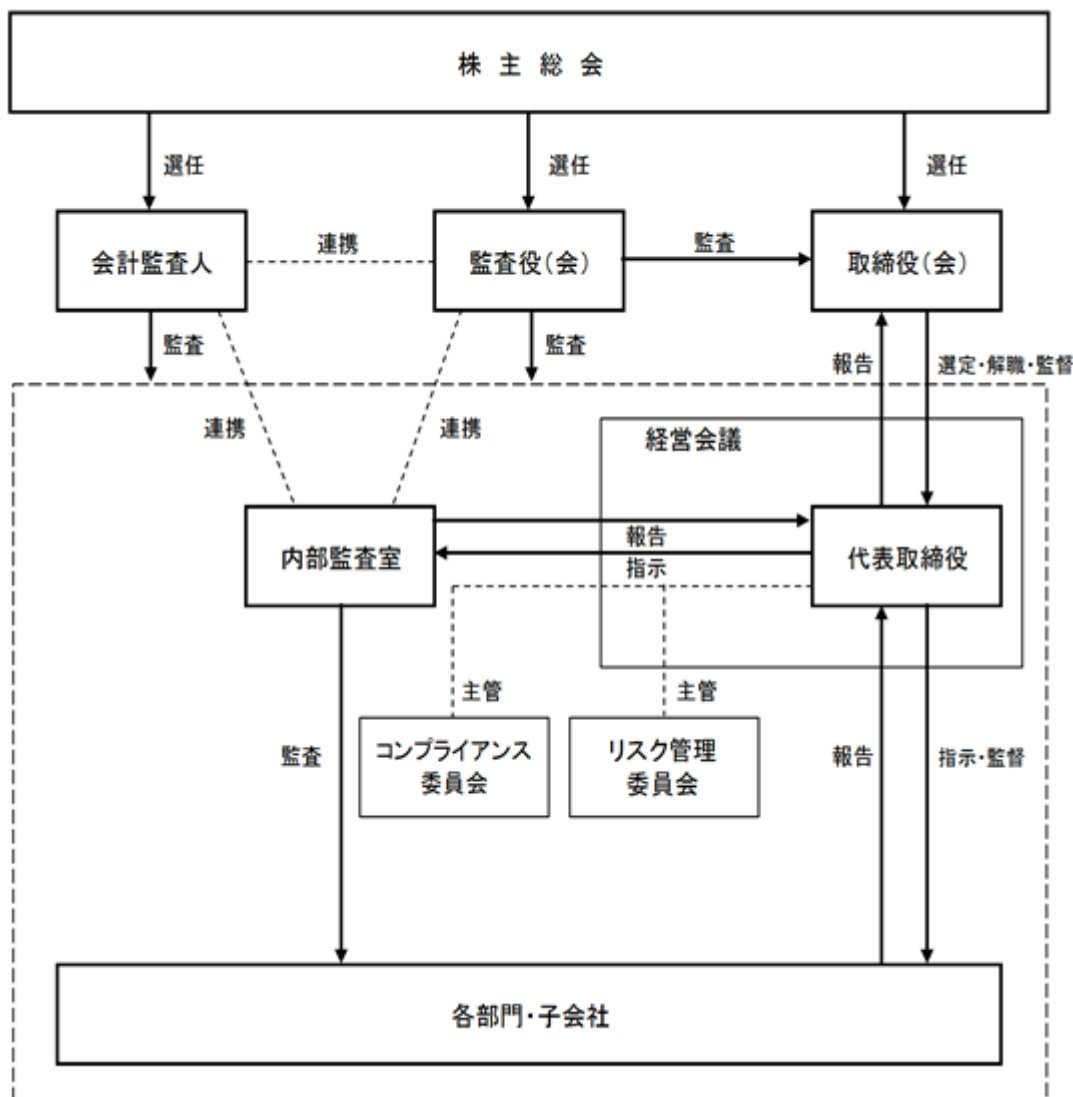 株主総会
選任
選任
選任
会計監査人
連携
監査役(会)
監査
取締役(会)
監査
監査
報告
選定・解職・監督
連携
連携
経営会議
内部監査室
報告
指示
代表取締役
主管
主管
監査
コンプライアンス
委員会
リスク管理
委員会
報告
指示・監督
各部門・子会社